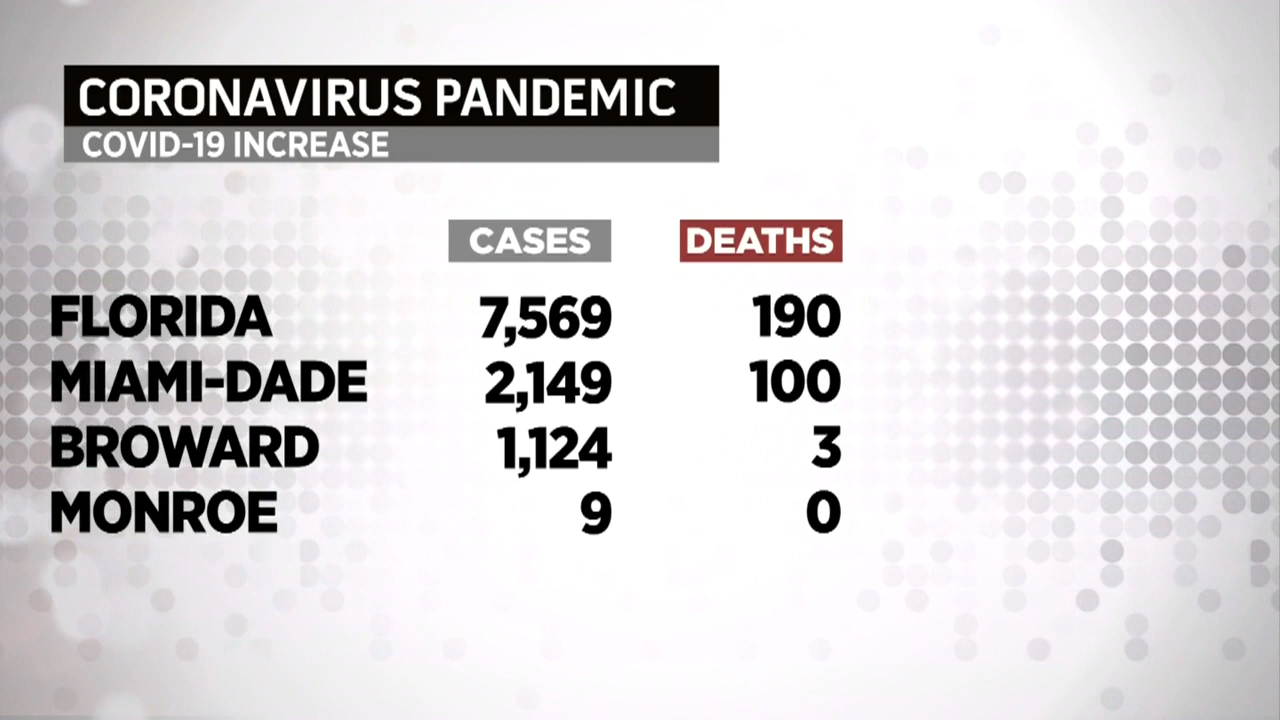 CORONAVIRUS PANDEMIC
COVID-19 INCREASE
CASES DEATHS
FLORIDA 7,569 190
MIAMI-DADE 2,149 100
BROWARD 1,124 3
MONROE 9 0